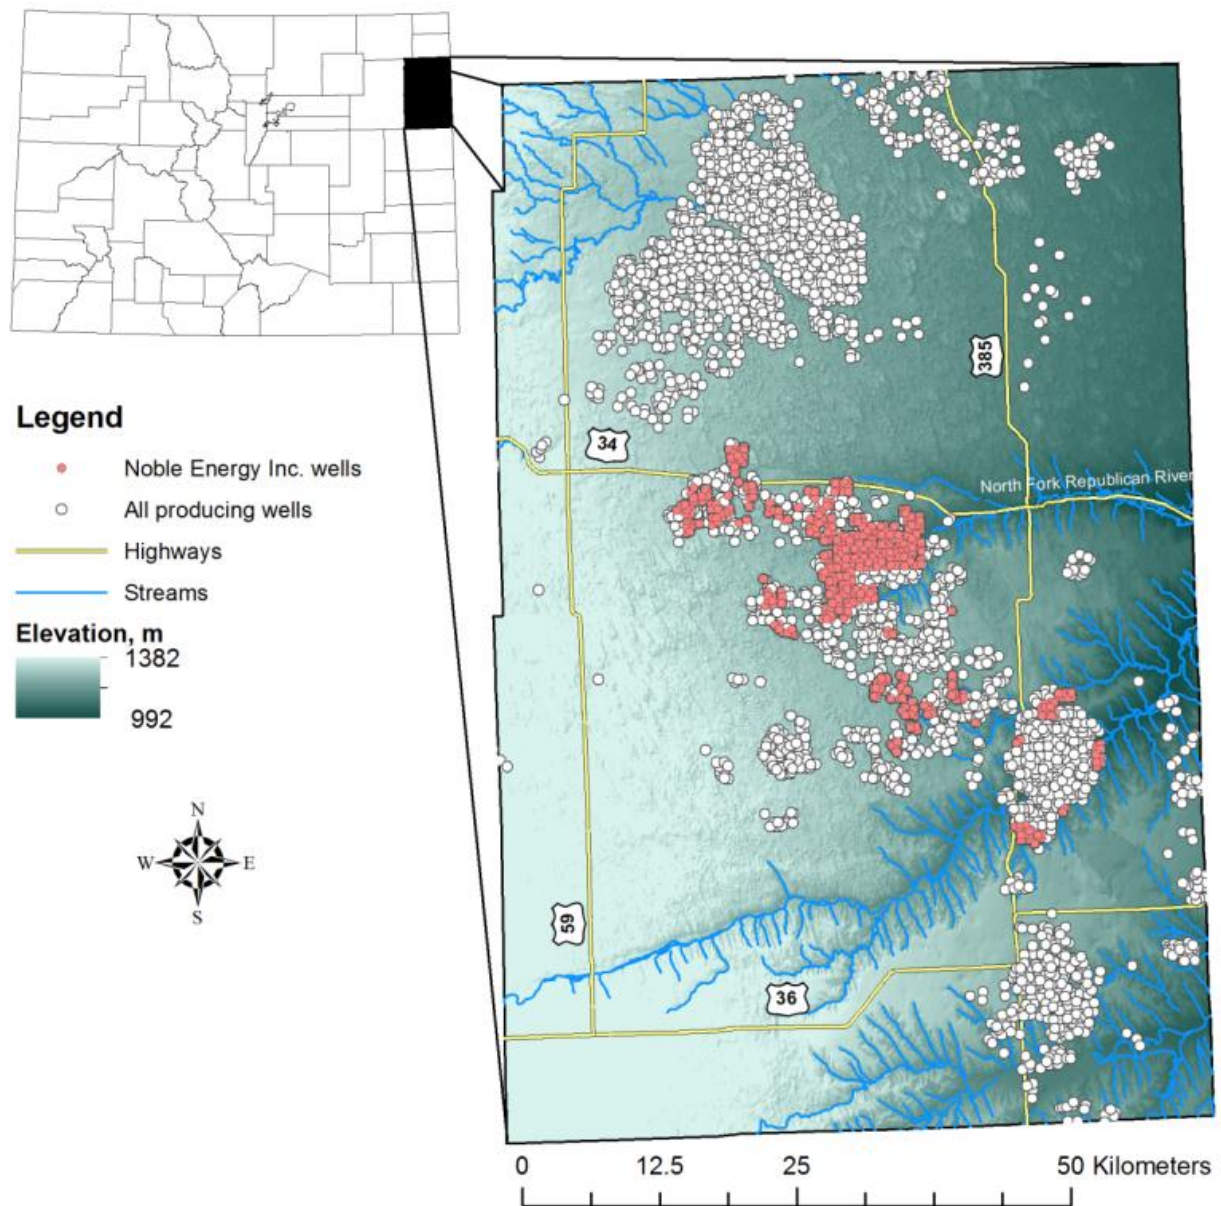 385
Legend
34
Noble Energy Inc. wells
North Fork Republican River
All producing wells
Highways
Streams
Elevation, m
1382
992
N
W
E
S
59
36
0
12.5
25
50 Kilometers